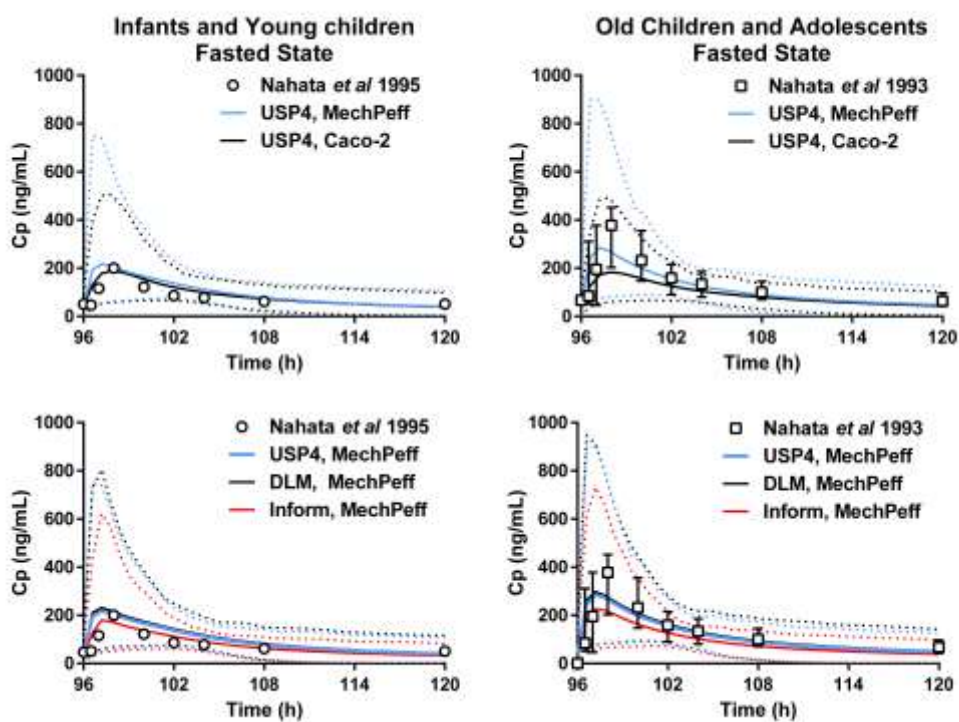 Infants and Young children
Fasted State
1000
800
600
400
200
0
Cp (ng/mL)
Nahata et al 1995
USP4, MechPeff
USP4, Caco-2
96
102
108
114
120
Time (h)
Old Children and Adolescents
Fasted State
1000
800
600
400
200
0
Cp (ng/mL)
Nahata et al 1993
USP4, MechPeff
USP4, Caco-2
96
102
108
114
120
Time (h)
1000
800
600
400
200
0
Cp (ng/mL)
Nahata et al 1995
USP4, MechPeff
DLM, MechPeff
Inform, MechPeff
96
102
108
114
120
Time (h)
1000
800
600
400
200
0
Cp (ng/mL)
Nahata et al 1993
USP4, MechPeff
DLM, MechPeff
Inform, MechPeff
96
102
108
114
120
Time (h)